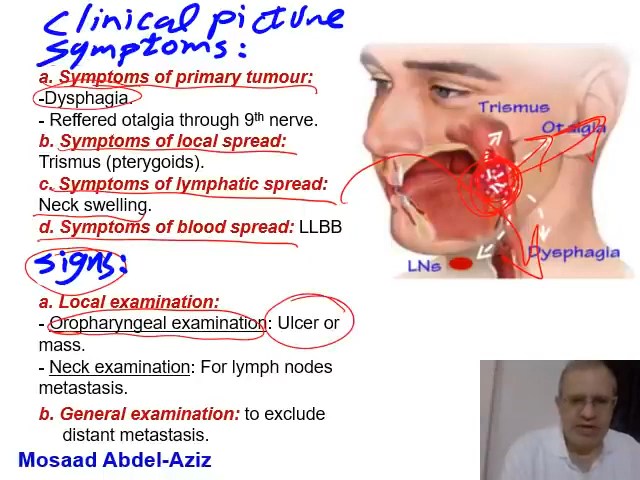 Clinical picture
Symptoms:
a. Symptoms of primary tumour:
-Dysphagia.
- Reffered otalgia through 9th nerve.
b. Symptoms of local spread:
Trismus (pterygoids).
c. Symptoms of lymphatic spread:
Neck swelling.
d. Symptoms of blood spread: LLBB
Signs:
a. Local examination:
- Oropharyngeal examination: Ulcer or
mass.
- Neck examination: For lymph nodes
metastasis.
b. General examination: to exclude
distant metastasis.
Mosaad Abdel-Aziz
Trismus
Otalgia
Dysphagia
LNs